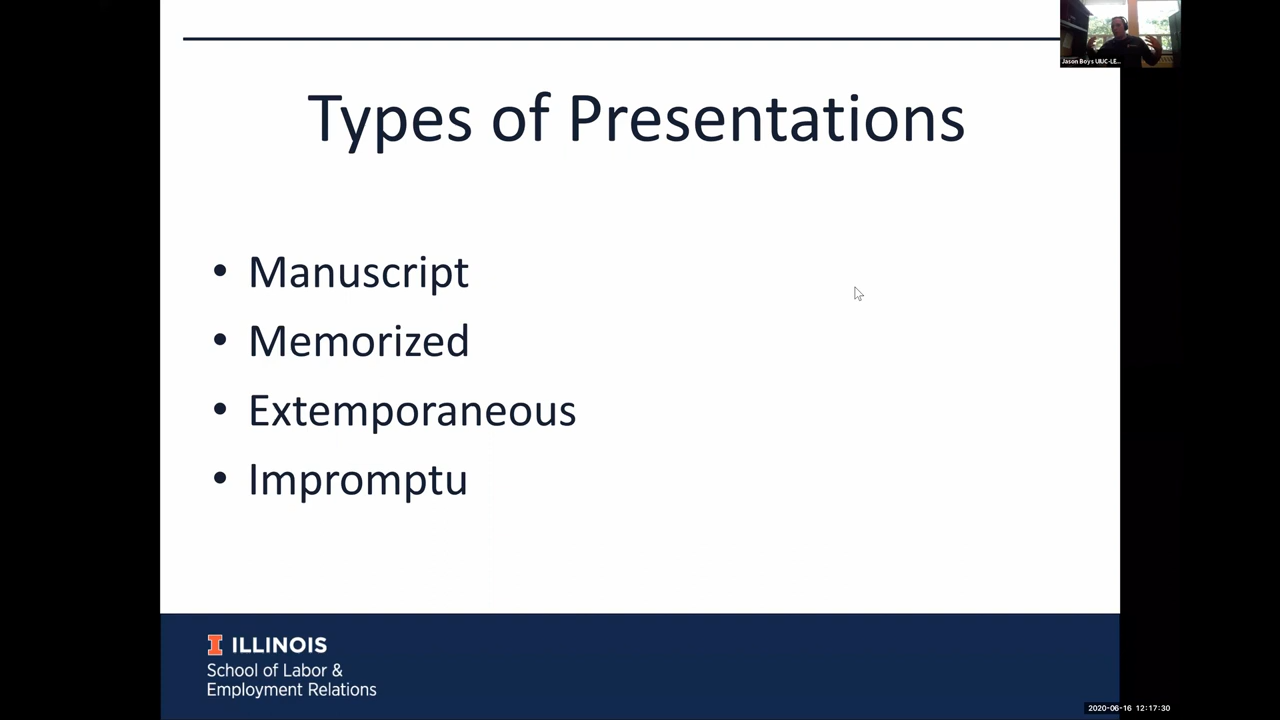 Jason Boys UIUC-LE...
Types of Presentations
• Manuscript
• Memorized
• Extemporaneous
• Impromptu
I ILLINOIS
School of Labor &
Employment Relations
2020-06-16 12:17:30